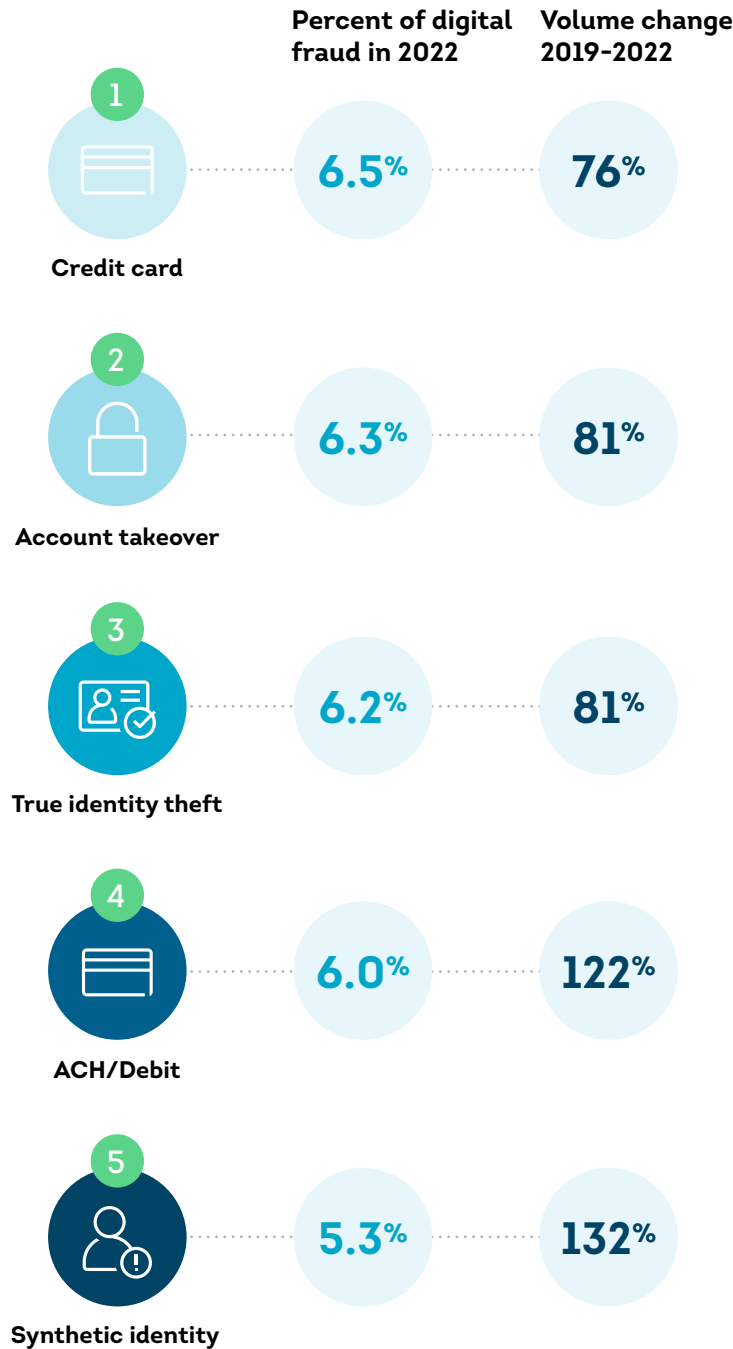 Percent of digital
fraud in 2022
Volume change
2019-2022
1
6.5%
76%
Credit card
2
6.3%
81%
Account takeover
3
6.2%
81%
True identity theft
4
6.0%
122%
ACH/Debit
5
5.3%
132%
Synthetic identity